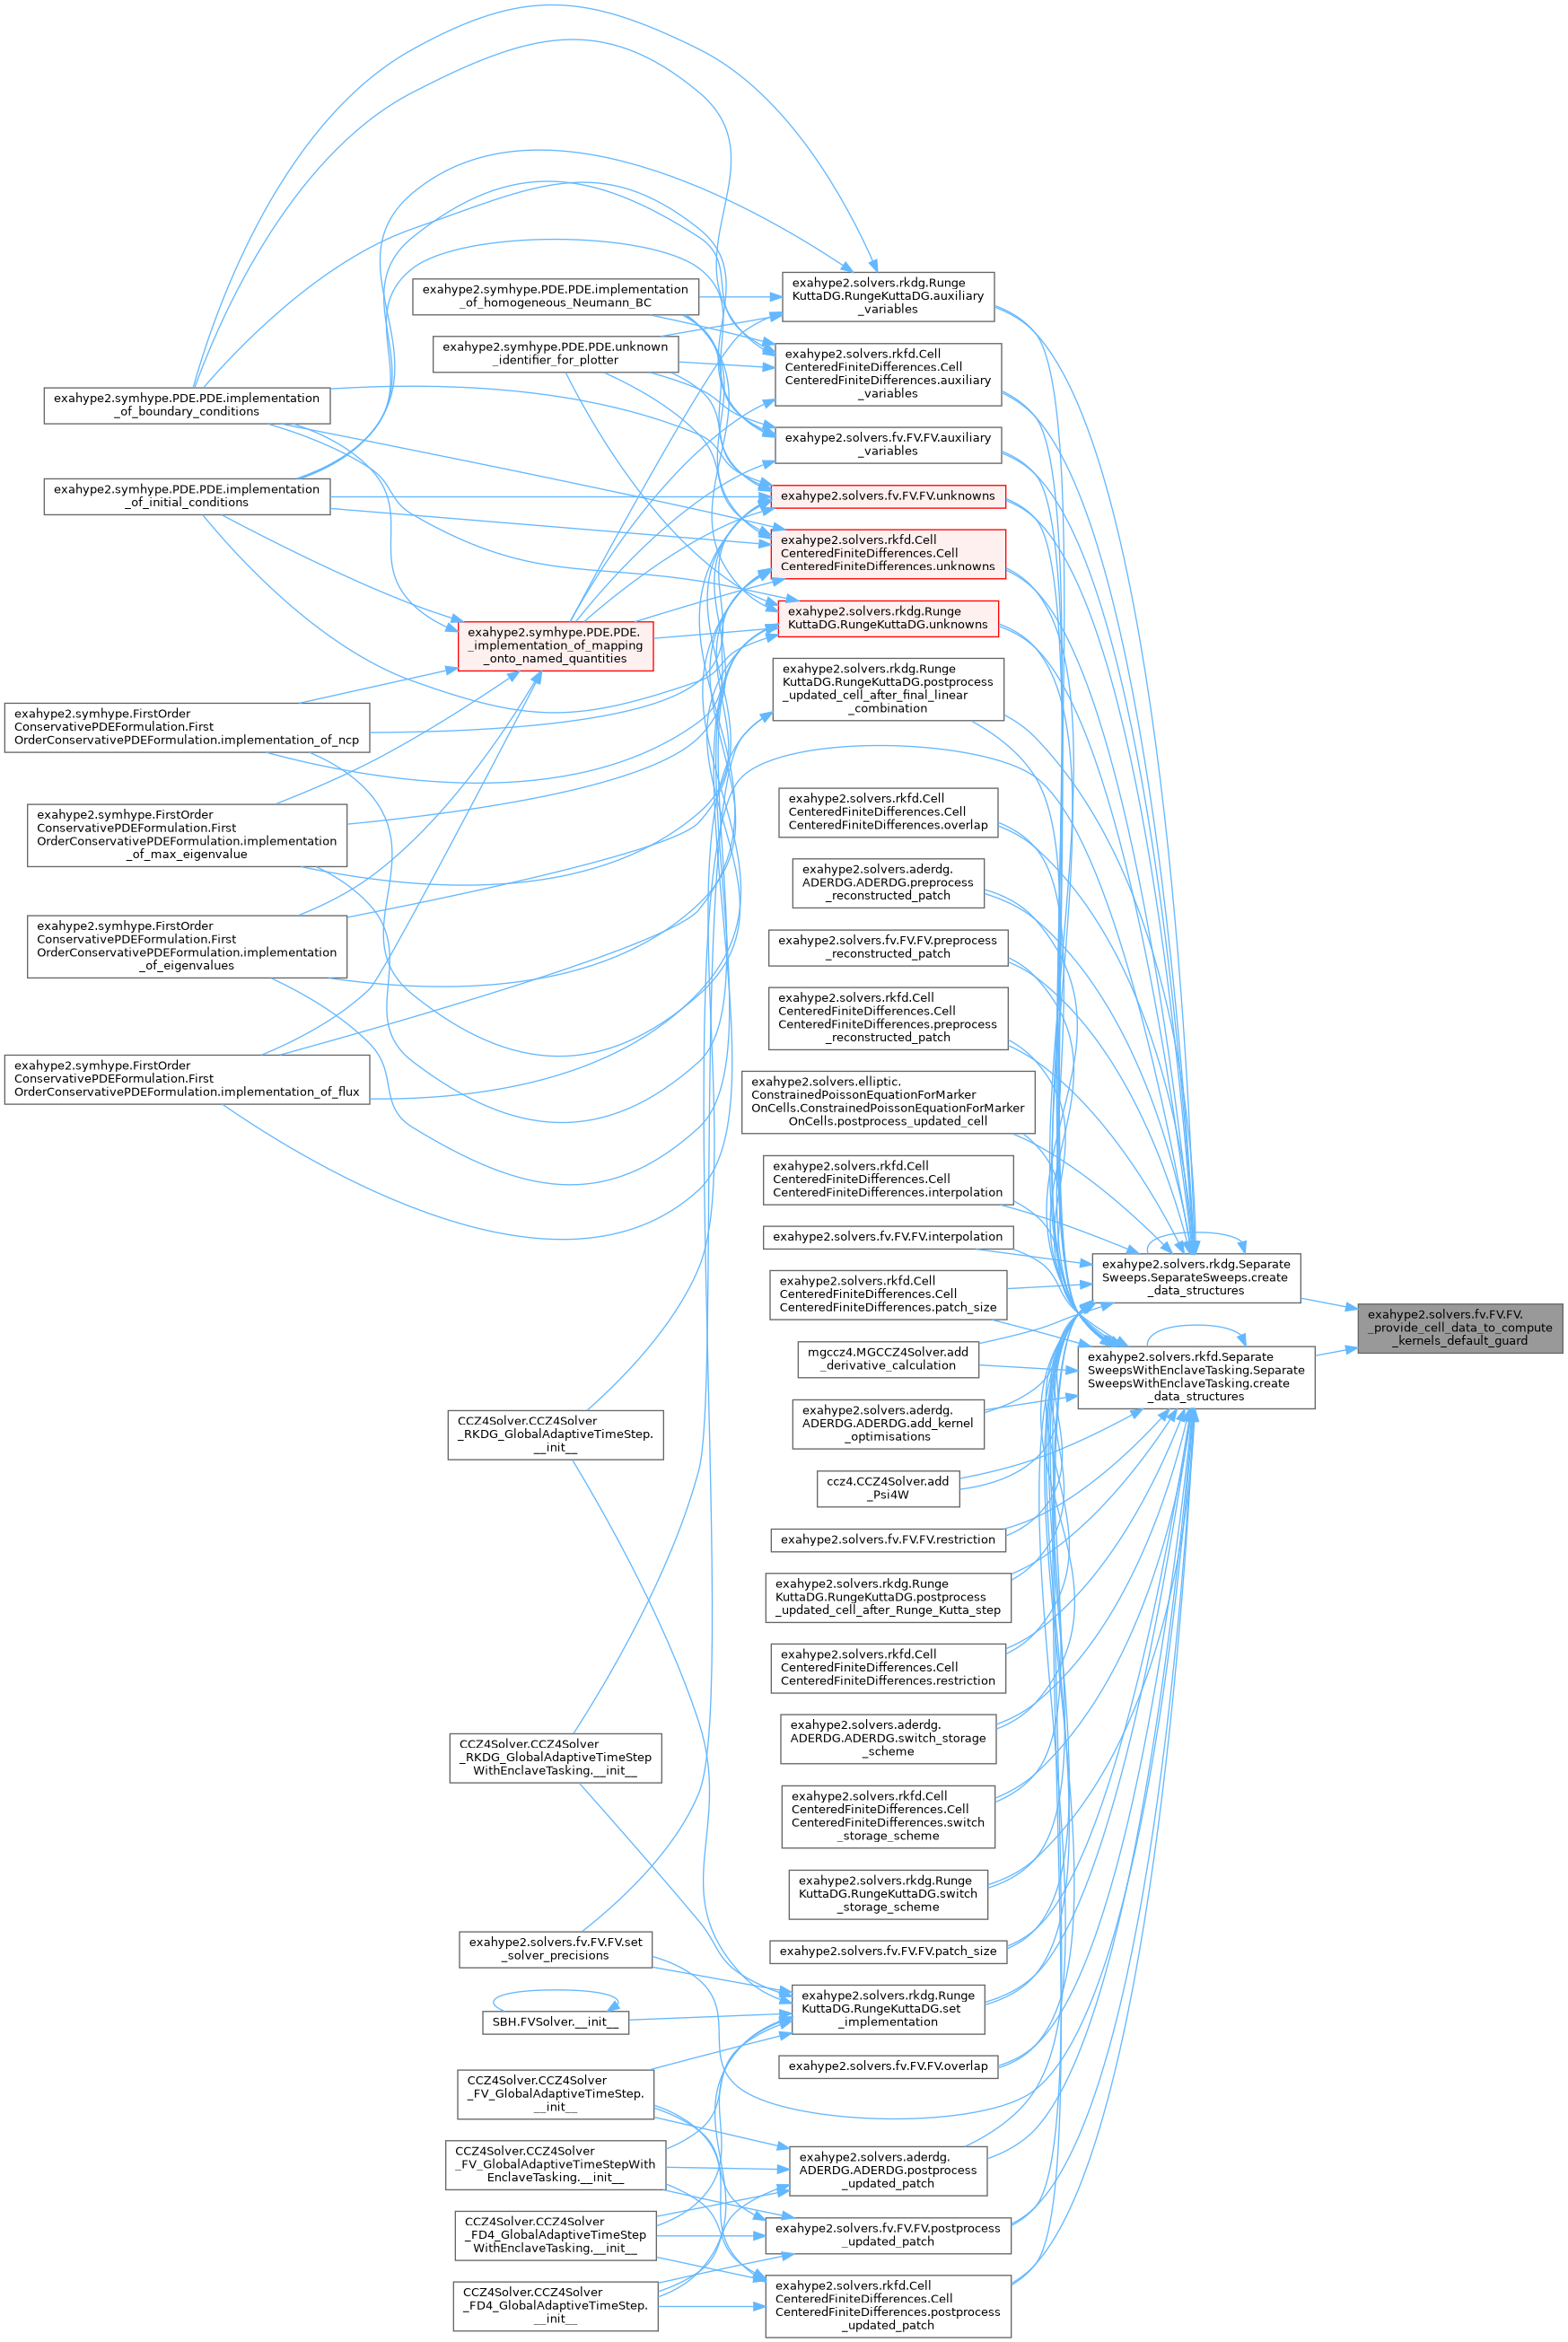 exahype2.solvers.rkdg.Runge
KuttaDG.RungeKuttaDG.auxiliary
_variables
exahype2.symhype.PDE.PDE.implementation
_of_homogeneous_Neumann_BC
exahype2.symhype.PDE.PDE.unknown
_identifier_for_plotter
exahype2.solvers.rkfd.Cell
CenteredFiniteDifferences.Cell
CenteredFiniteDifferences.auxiliary
_variables
exahype2.symhype.PDE.PDE.implementation
_of_boundary_conditions
exahype2.solvers.fv.FV.FV.auxiliary
_variables
exahype2.symhype.PDE.PDE.implementation
_of_initial_conditions
exahype2.solvers.fv.FV.FV.unknowns
exahype2.solvers.rkfd.Cell
CenteredFiniteDifferences.Cell
CenteredFiniteDifferences.unknowns
exahype2.solvers.rkdg.Runge
KuttaDG.RungeKuttaDG.unknowns
exahype2.symhype.PDE.PDE.
_implementation_of_mapping
_onto_named_quantities
exahype2.solvers.rkdg.Runge
KuttaDG.RungeKuttaDG.postprocess
_updated_cell_after_final_linear
_combination
exahype2.symhype.FirstOrder
ConservativePDEFormulation.First
OrderConservativePDEFormulation.implementation_of_ncp
exahype2.solvers.rkfd.Cell
CenteredFiniteDifferences.Cell
CenteredFiniteDifferences.overlap
exahype2.symhype.FirstOrder
ConservativePDEFormulation.First
OrderConservativePDEFormulation.implementation
_of_max_eigenvalue
exahype2.solvers.aderdg.
ADERDG.ADERDG.preprocess
_reconstructed_patch
exahype2.symhype.FirstOrder
ConservativePDEFormulation.First
OrderConservativePDEFormulation.implementation
_of_eigenvalues
exahype2.solvers.fv.FV.FV.preprocess
_reconstructed_patch
exahype2.solvers.rkfd.Cell
CenteredFiniteDifferences.Cell
CenteredFiniteDifferences.preprocess
_reconstructed_patch
exahype2.symhype.FirstOrder
ConservativePDEFormulation.First
OrderConservativePDEFormulation.implementation_of_flux
exahype2.solvers.elliptic.
ConstrainedPoissonEquationForMarker
OnCells.ConstrainedPoissonEquationForMarker
OnCells.postprocess_updated_cell
exahype2.solvers.rkfd.Cell
CenteredFiniteDifferences.Cell
CenteredFiniteDifferences.interpolation
exahype2.solvers.fv.FV.FV.interpolation
exahype2.solvers.rkdg.Separate
Sweeps.SeparateSweeps.create
_data_structures
exahype2.solvers.rkfd.Cell
CenteredFiniteDifferences.Cell
CenteredFiniteDifferences.patch_size
exahype2.solvers.fv.FV.FV.
_provide_cell_data_to_compute
_kernels_default_guard
mgccz4.MGCCZ4Solver.add
_derivative_calculation
exahype2.solvers.rkfd.Separate
SweepsWithEnclaveTasking.Separate
SweepsWithEnclaveTasking.create
_data_structures
exahype2.solvers.aderdg.
ADERDG.ADERDG.add_kernel
_optimisations
CCZ4Solver.CCZ4Solver
_RKDG_GlobalAdaptiveTimeStep.
__init__
ccz4.CCZ4Solver.add
_Psi4W
exahype2.solvers.fv.FV.FV.restriction
exahype2.solvers.rkdg.Runge
KuttaDG.RungeKuttaDG.postprocess
_updated_cell_after_Runge_Kutta_step
exahype2.solvers.rkfd.Cell
CenteredFiniteDifferences.Cell
CenteredFiniteDifferences.restriction
exahype2.solvers.aderdg.
ADERDG.ADERDG.switch_storage
_scheme
CCZ4Solver.CCZ4Solver
_RKDG_GlobalAdaptiveTimeStep
WithEnclaveTasking.__init__
exahype2.solvers.rkfd.Cell
CenteredFiniteDifferences.Cell
CenteredFiniteDifferences.switch
_storage_scheme
exahype2.solvers.rkdg.Runge
KuttaDG.RungeKuttaDG.switch
_storage_scheme
exahype2.solvers.fv.FV.FV.set
_solver_precisions
exahype2.solvers.fv.FV.FV.patch_size
exahype2.solvers.rkdg.Runge
KuttaDG.RungeKuttaDG.set
_implementation
SBH.FVSolver.__init__
exahype2.solvers.fv.FV.FV.overlap
CCZ4Solver.CCZ4Solver
_FV_GlobalAdaptiveTimeStep.
__init__
CCZ4Solver.CCZ4Solver
_FV_GlobalAdaptiveTimeStepWith
EnclaveTasking.__init__
exahype2.solvers.aderdg.
ADERDG.ADERDG.postprocess
_updated_patch
CCZ4Solver.CCZ4Solver
_FD4_GlobalAdaptiveTimeStep
WithEnclaveTasking.__init__
exahype2.solvers.fv.FV.FV.postprocess
_updated_patch
CCZ4Solver.CCZ4Solver
_FD4_GlobalAdaptiveTimeStep.
__init__
exahype2.solvers.rkfd.Cell
CenteredFiniteDifferences.Cell
CenteredFiniteDifferences.postprocess
_updated_patch